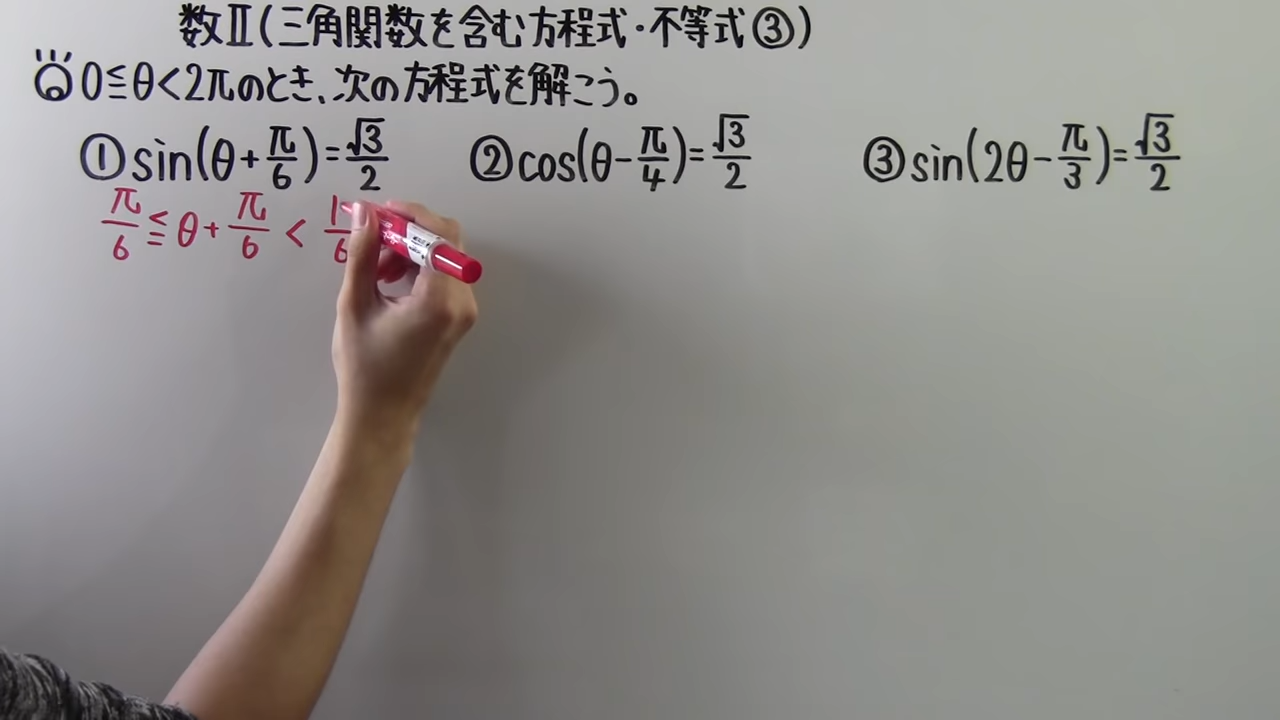 数Ⅱ(三角関数を含む方程式・不等式③)
0≦θ<2πのとき、次の方程式を解こう。
①sin(θ+π/6)=√3/2 ②cos(θ-π/4)=√3/2 ③sin(2θ-π/3)=√3/2
π/6≦θ+π/6<1/6